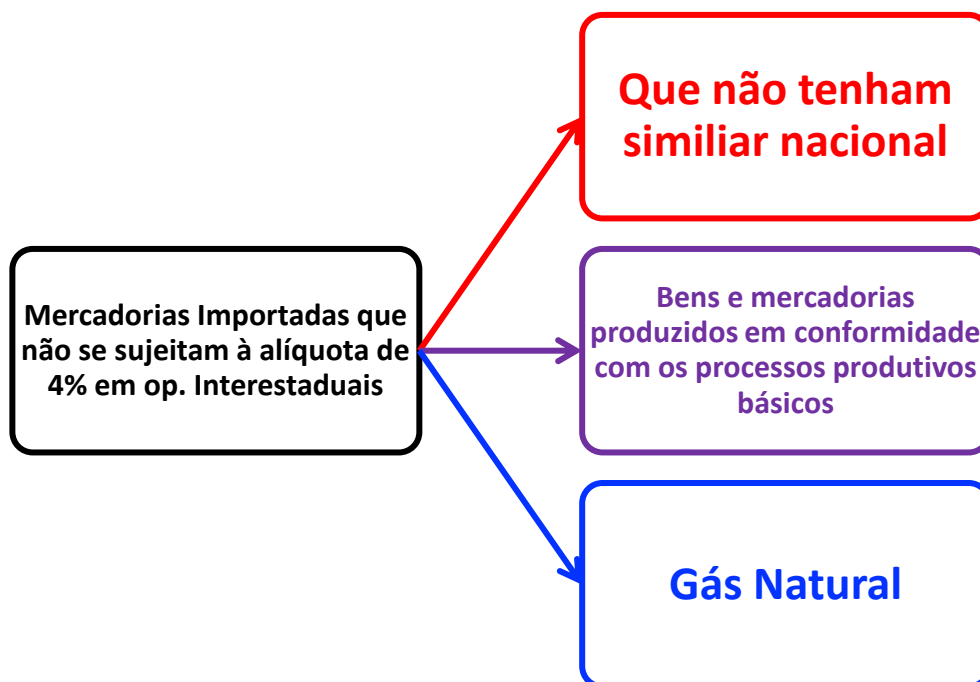 Mercadorias Importadas que
não se sujeitam à alíquota de
4% em op. Interestaduais
Que não tenham
similiar nacional
Bens e mercadorias
produzidos em conformidade
com os processos produtivos
básicos
Gás Natural